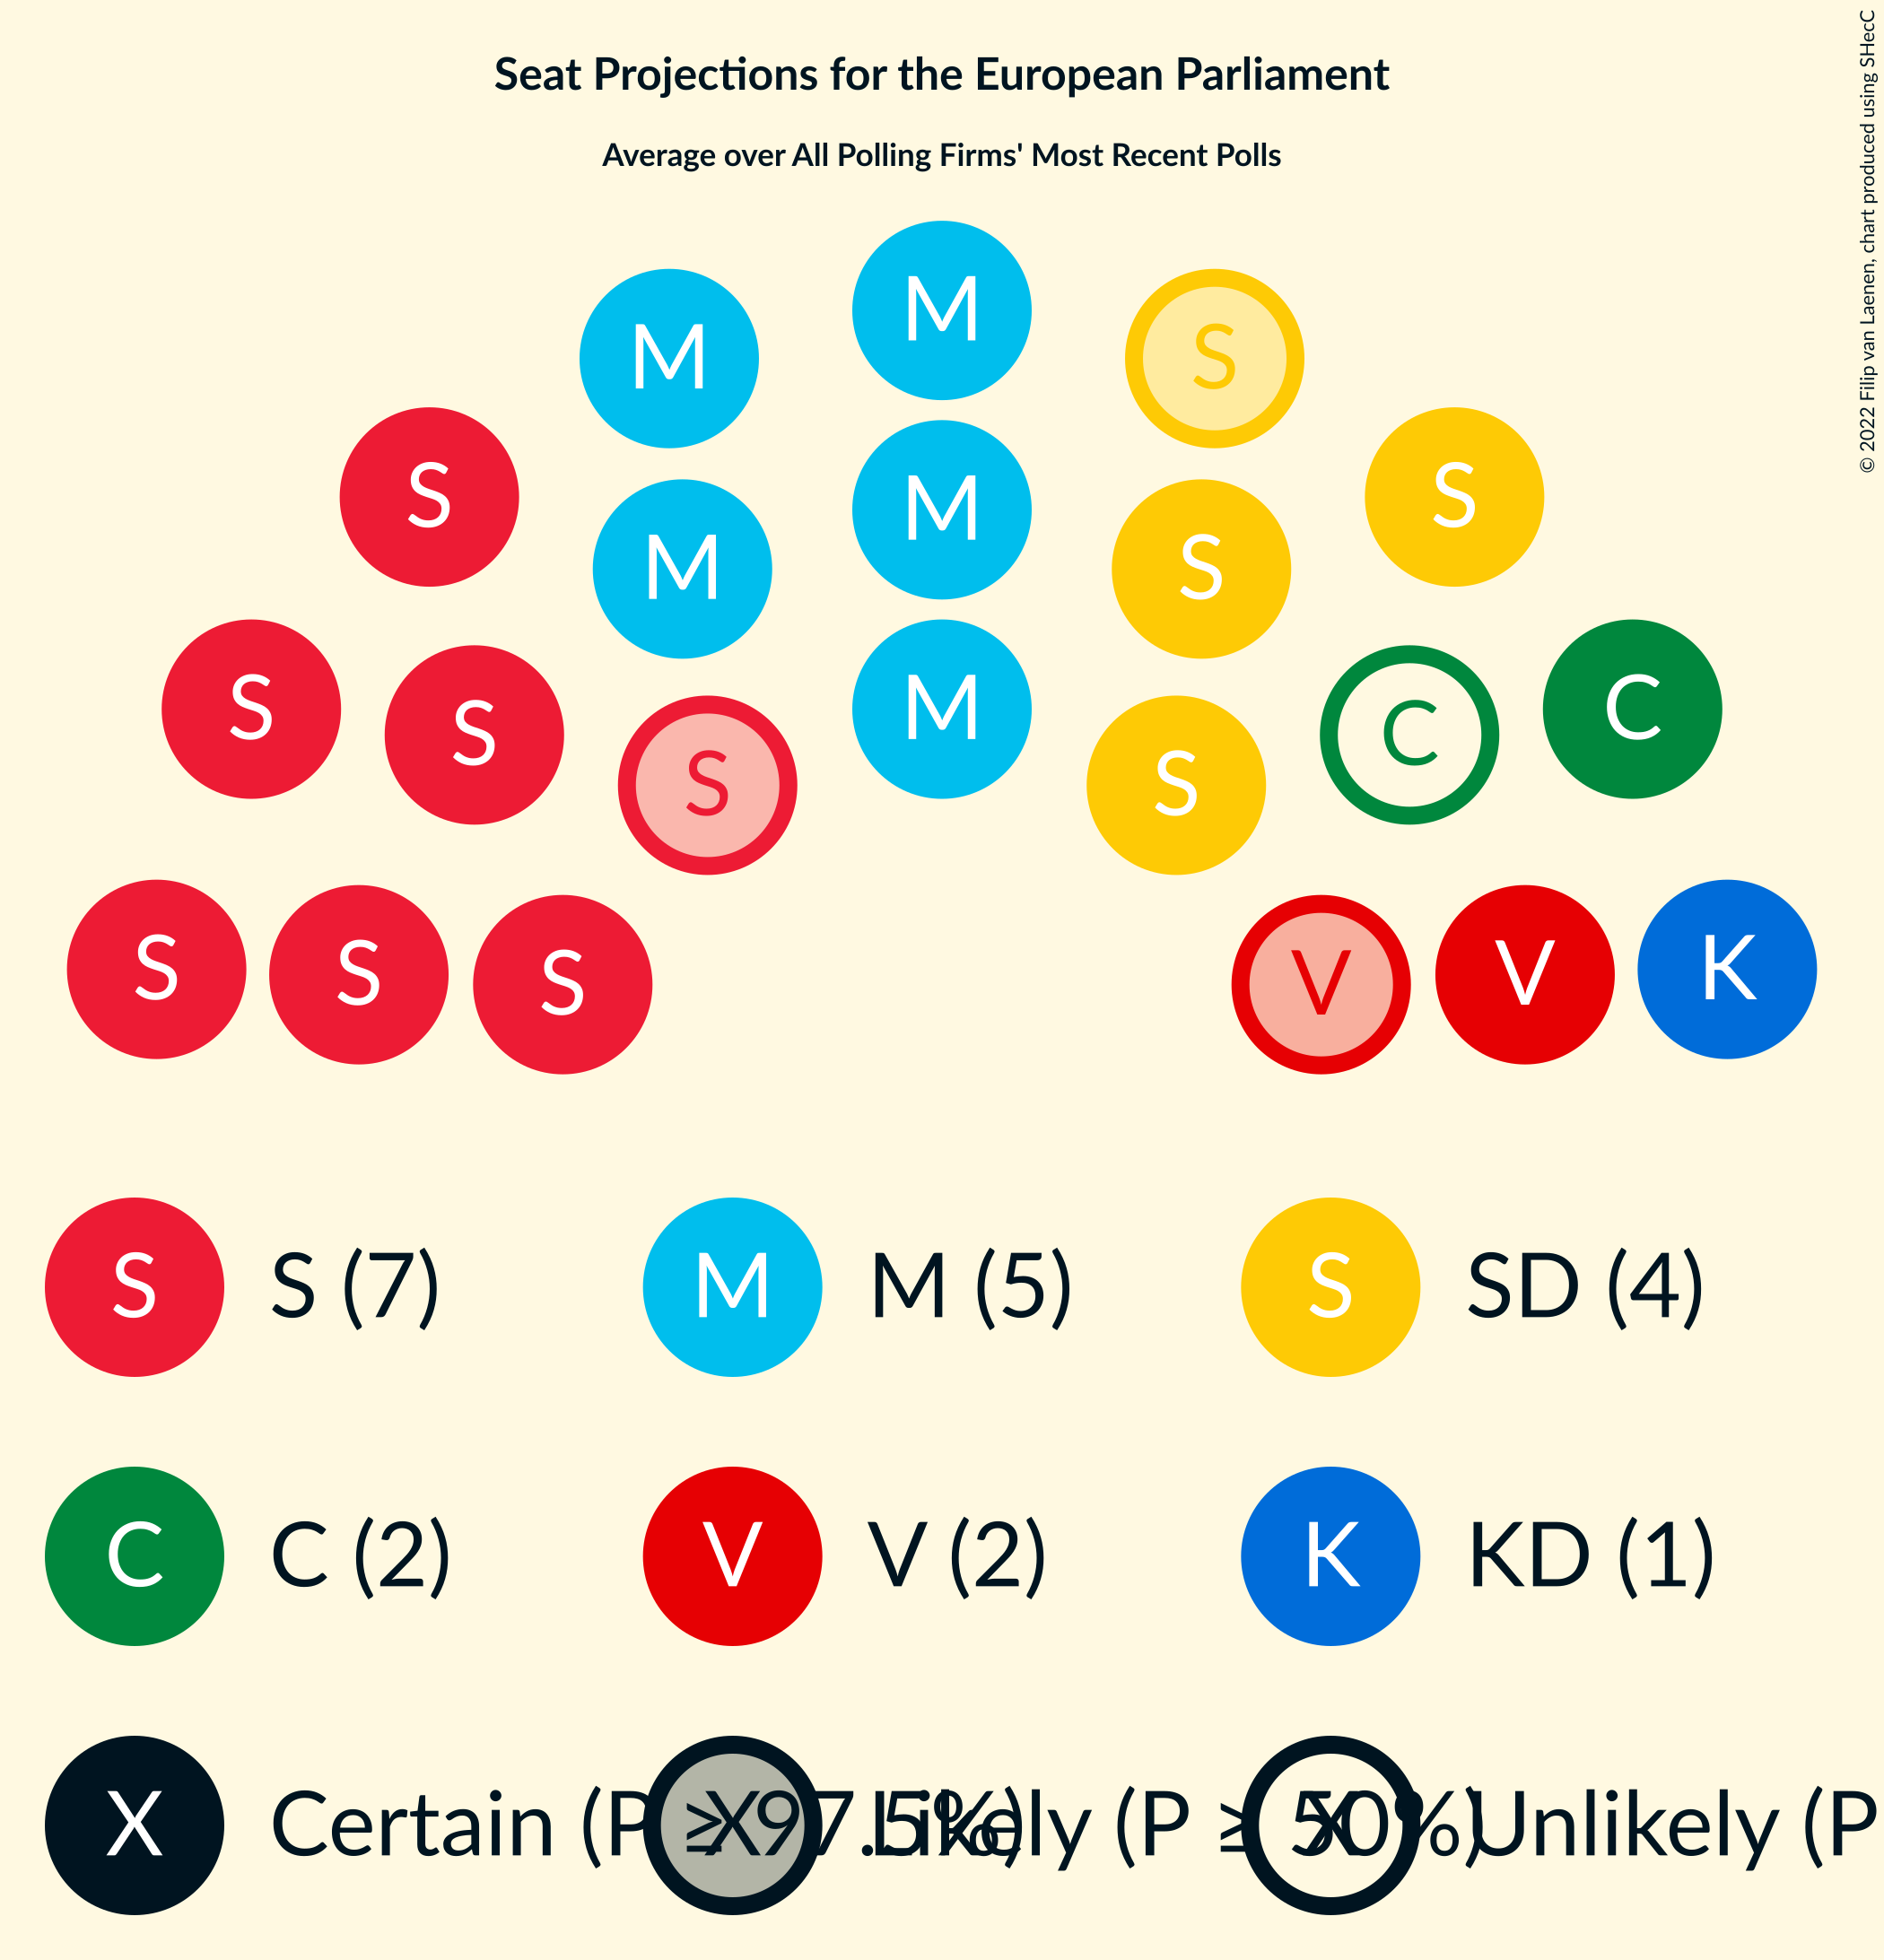 Seat Projections for the European Parliament
Average over All Polling Firms' Most Recent Polls
© 2022 Filip van Laenen, chart produced using SHecC
M
M
S
S
S
M
M
S
S
S
M
C
C
S
S
S
S
S
S
V
V
K
S S (7)
M M (5)
S SD (4)
C C (2)
V V (2)
K KD (1)
X Certain (P ≥ 97.5%)
X Likely (P ≥ 50%)
X Unlikely (P